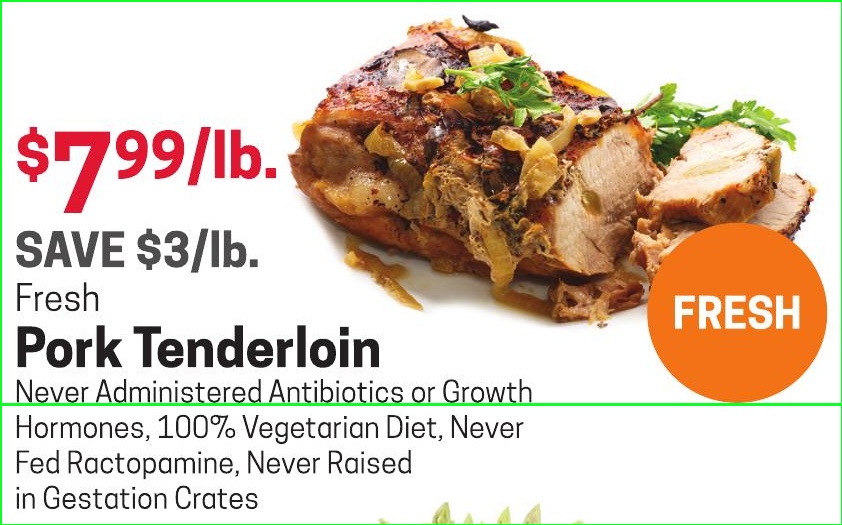 $7.99/lb.
SAVE $3/lb.
Fresh
Pork Tenderloin
Never Administered Antibiotics or Growth
Hormones, 100% Vegetarian Diet, Never
Fed Ractopamine, Never Raised
in Gestation Crates
FRESH